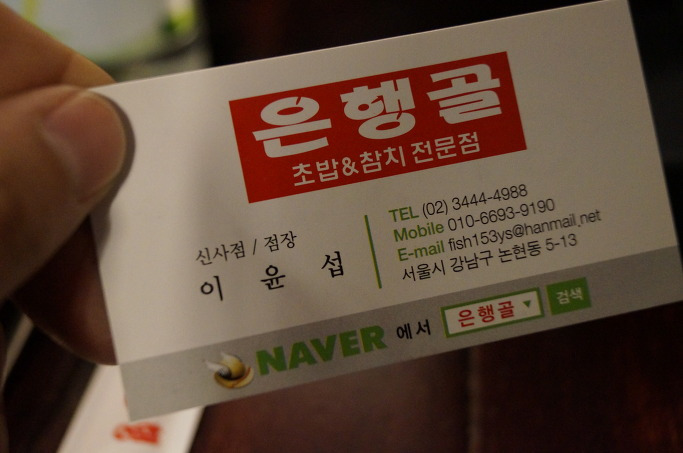 은행골
초밥&참치 전문점
신사점 / 점장
이 윤 섭
TEL (02) 3444-4988
Mobile 010-6693-9190
E-mail fish153ys@hanmail.net
서울시 강남구 논현동 5-13
NAVER 에서 은행골 검색